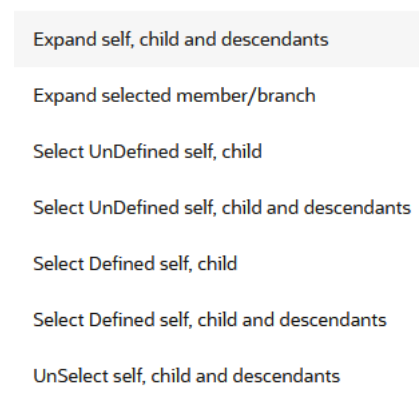 Expand self, child and descendants
Expand selected member/branch
Select UnDefined self, child
Select UnDefined self, child and descendants
Select Defined self, child
Select Defined self, child and descendants
UnSelect self, child and descendants